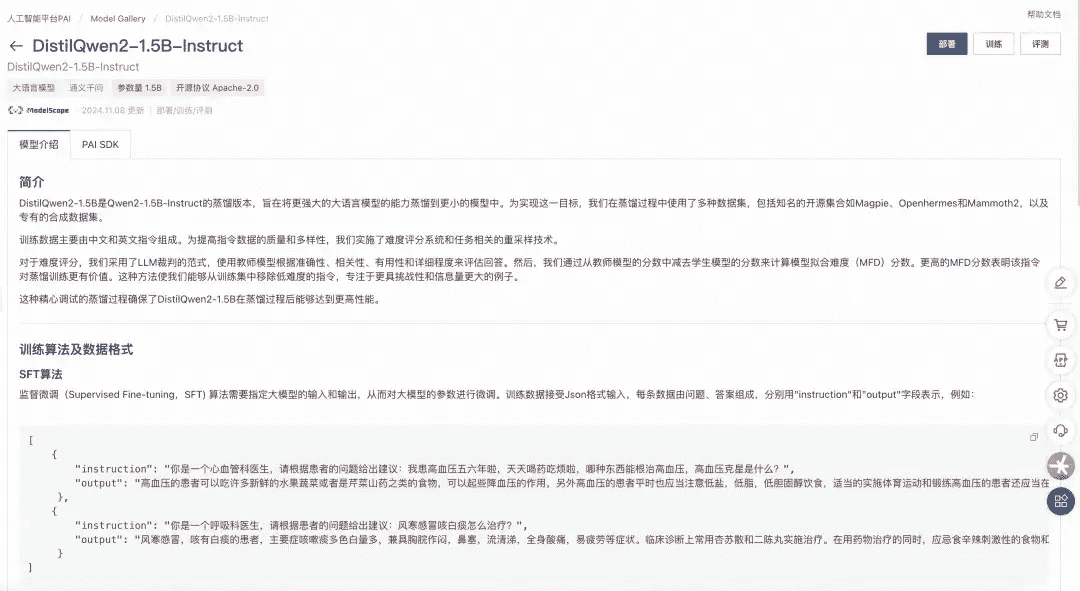 人工智能平台PAI / Model Gallery / DistilQwen2-1.5B-Instruct
帮助文档
← DistilQwen2-1.5B-Instruct
部署 训练 评测
DistilQwen2-1.5B-Instruct
大语言模型 通义千问 参数量 1.5B 开源协议 Apache-2.0
ModelScope 2024.11.08 更新 部署/训练/评测
模型介绍 PAI SDK
简介
DistilQwen2-1.5B是Qwen2-1.5B-Instruct的蒸馏版本，旨在将更强大的大语言模型的能力蒸馏到更小的模型中。为实现这一目标，我们在蒸馏过程中使用了多种数据集，包括知名的开源集合如Magpie、Openhermes和Mammoth2，以及
专有的合成数据集。
训练数据主要由中文和英文指令组成。为提高指令数据的质量和多样性，我们实施了难度评分系统和任务相关的重采样技术。
对于难度评分，我们采用了LLM裁判的范式，使用教师模型根据准确性、相关性、有用性和详细程度来评估回答。然后，我们通过从教师模型的分数中减去学生模型的分数来计算模型拟合难度（MFD）分数。更高的MFD分数表明该指令
对蒸馏训练更有价值。这种方法使我们能够从训练集中移除低难度的指令，专注于更具挑战性和信息量更大的例子。
这种精心调试的蒸馏过程确保了DistilQwen2-1.5B在蒸馏过程后能够达到更高性能。
训练算法及数据格式
SFT算法
监督微调（Supervised Fine-tuning，SFT) 算法需要指定大模型的输入和输出，从而对大模型的参数进行微调。训练数据接受Json格式输入，每条数据由问题、答案组成，分别用"instruction"和"output"字段表示，例如：
[
{
"instruction": "你是一个心血管科医生，请根据患者的问题给出建议：我患高血压五六年啦，天天喝药吃烦啦，哪种东西能根治高血压，高血压克星是什么？",
"output": "高血压的患者可以吃许多新鲜的水果蔬菜或者是芹菜山药之类的食物，可以起些降血压的作用，另外高血压的患者平时也应当注意低盐，低脂，低胆固醇饮食，适当的实施体育运动和锻练高血压的患者还应当在
},
{
"instruction": "你是一个呼吸科医生，请根据患者的问题给出建议：风寒感冒咳白痰怎么治疗？",
"output": "风寒感冒，咳有白痰的患者，主要症咳嗽痰多色白量多，兼具胸脘作闷，鼻塞，流清涕，全身酸痛，易疲劳等症状。临床诊断上常用杏苏散和二陈丸实施治疗。在用药物治疗的同时，应忌食辛辣刺激性的食物和
}
]